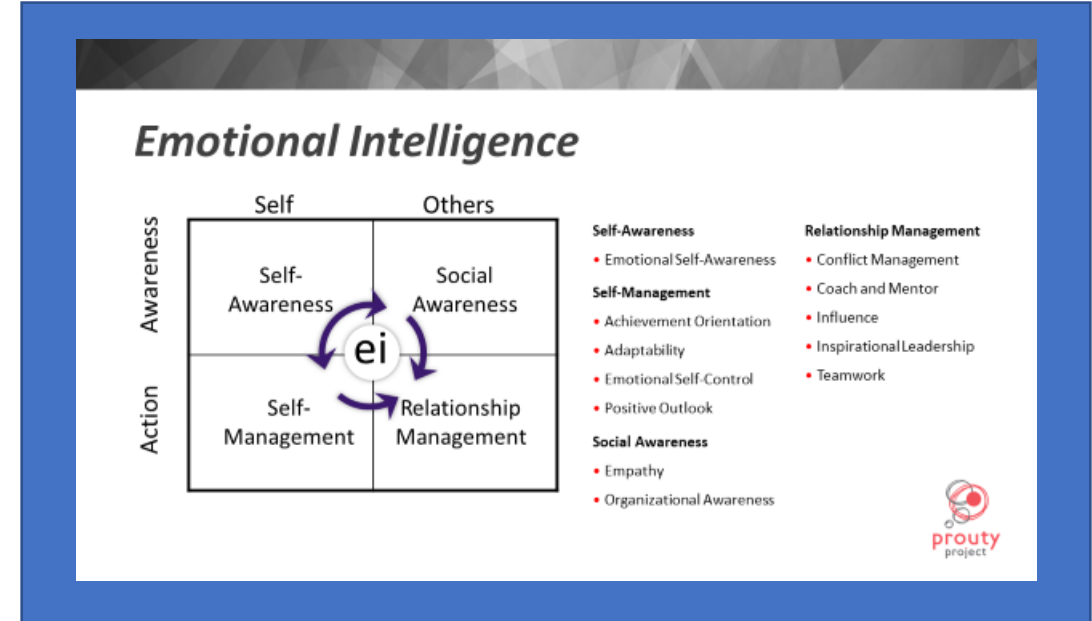 Emotional Intelligence
Self
Others
Awareness
Self-
Awareness
Social
Awareness
ei
Action
Self-
Management
Relationship
Management
Self-Awareness
• Emotional Self-Awareness
Self-Management
• Achievement Orientation
• Adaptability
• Emotional Self-Control
• Positive Outlook
Social Awareness
• Empathy
• Organizational Awareness
Relationship Management
• Conflict Management
• Coach and Mentor
• Influence
• Inspirational Leadership
• Teamwork
prouty
project